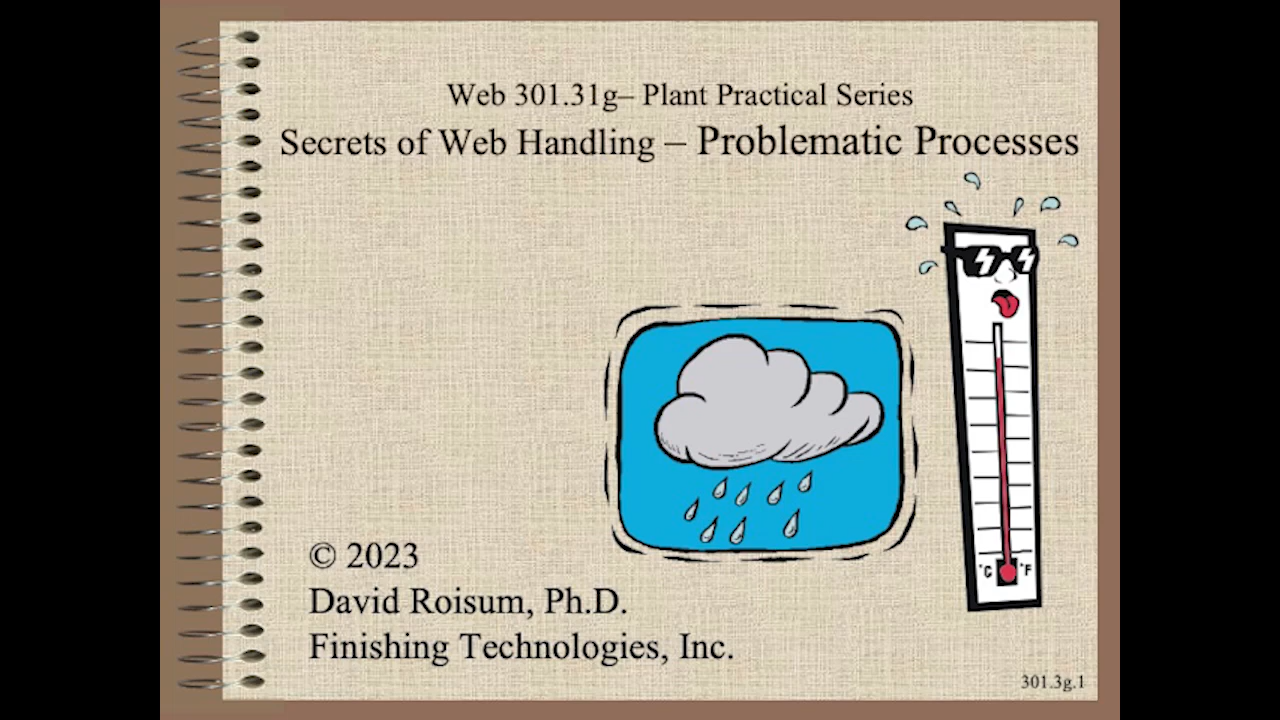 Web 301.31g– Plant Practical Series
Secrets of Web Handling – Problematic Processes
°C °F
© 2023
David Roisum, Ph.D.
Finishing Technologies, Inc.
301.3g.1